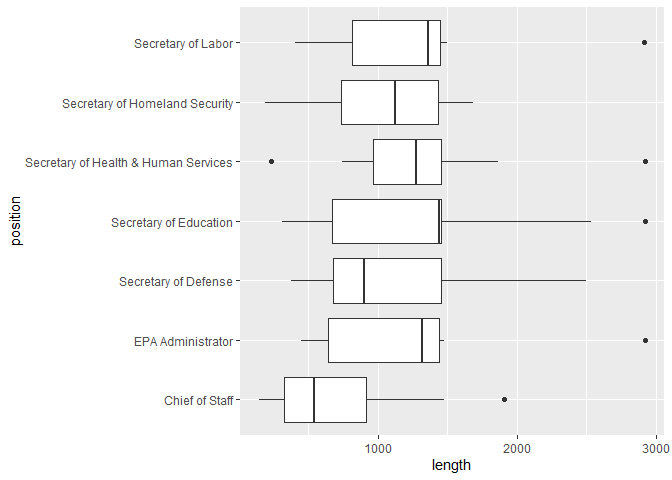 Secretary of Labor
Secretary of Homeland Security
Secretary of Health & Human Services
Secretary of Education
Secretary of Defense
EPA Administrator
Chief of Staff
position
1000 2000 3000
length